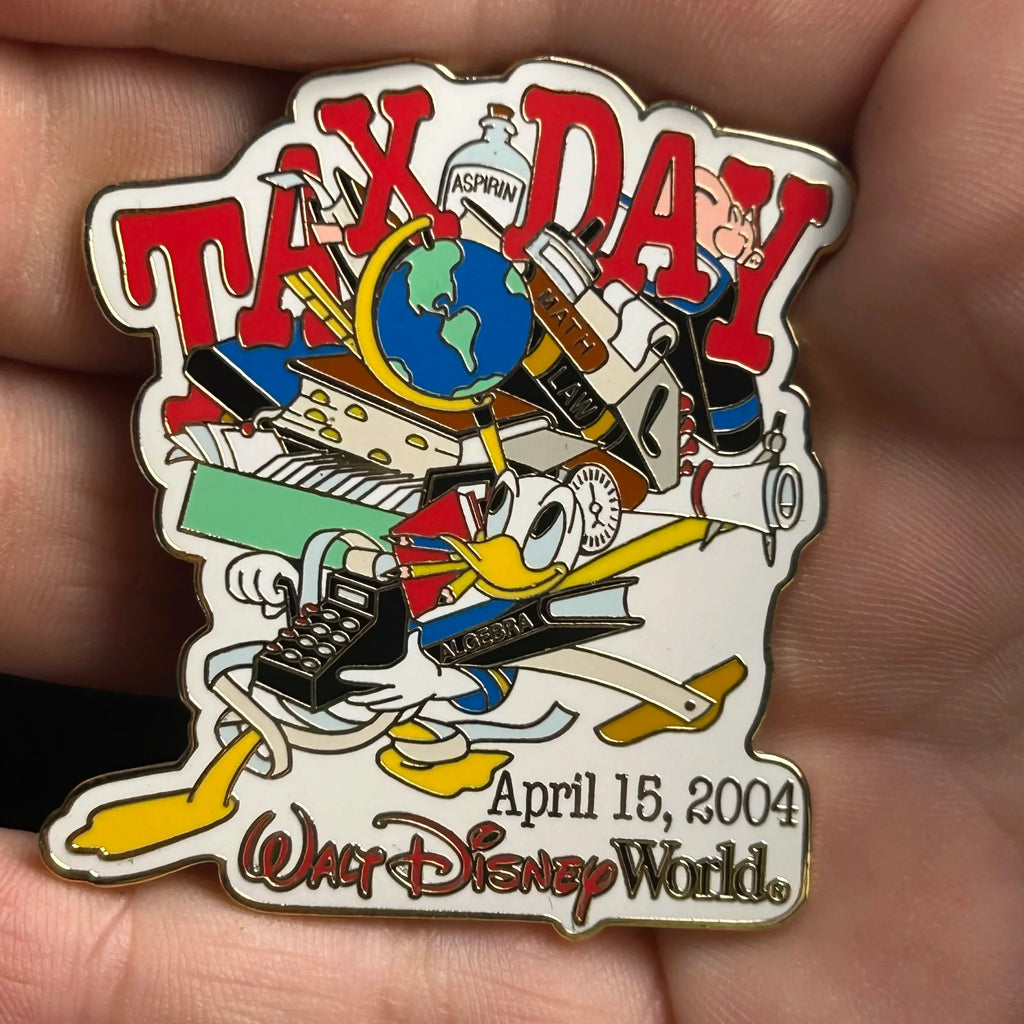 TAX DAY
ASPIRIN
MATH
LAW
ALGEBRA
April 15, 2004
WALT DISNEY World®